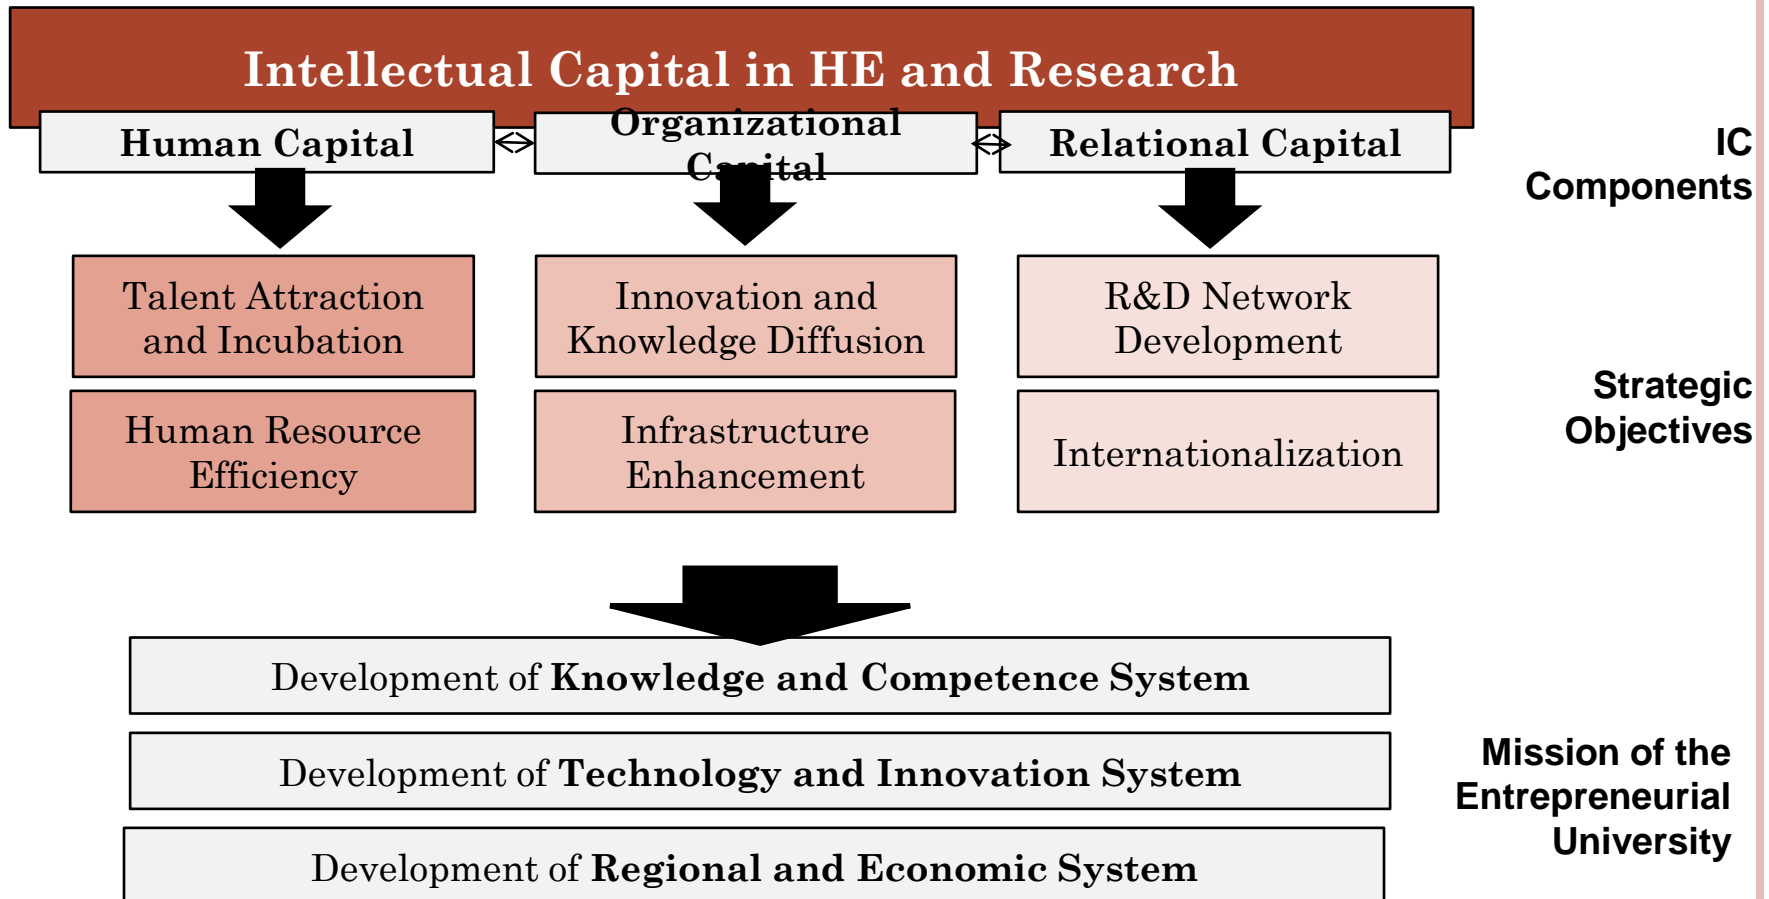 Intellectual Capital in HE and Research
Human Capital
Organizational
Capital
Relational Capital
IC
Components
Talent Attraction
and Incubation
Innovation and
Knowledge Diffusion
R&D Network
Development
Human Resource
Efficiency
Infrastructure
Enhancement
Internationalization
Strategic
Objectives
Development of Knowledge and Competence System
Development of Technology and Innovation System
Development of Regional and Economic System
Mission of the
Entrepreneurial
University